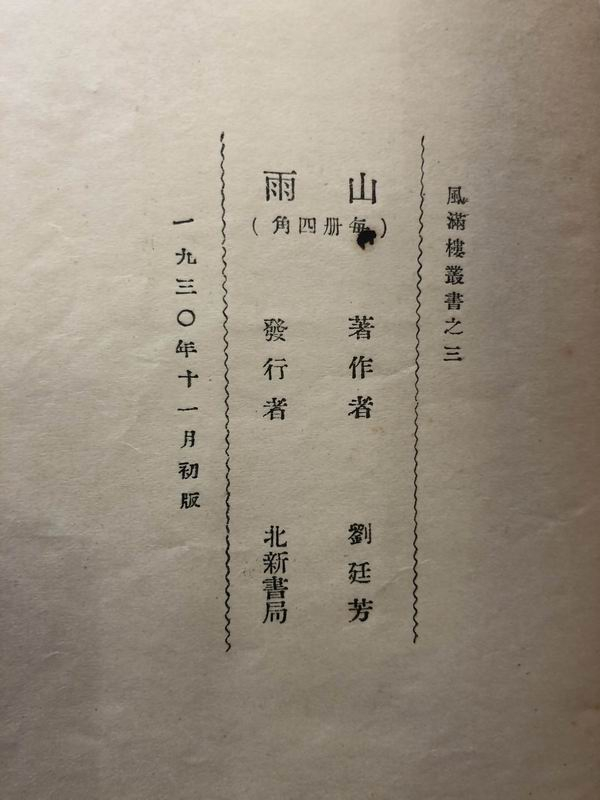 風滿樓叢書之三
山雨
(每册四角)
著作者 劉廷芳
發行者 北新書局
一九三〇年十一月初版